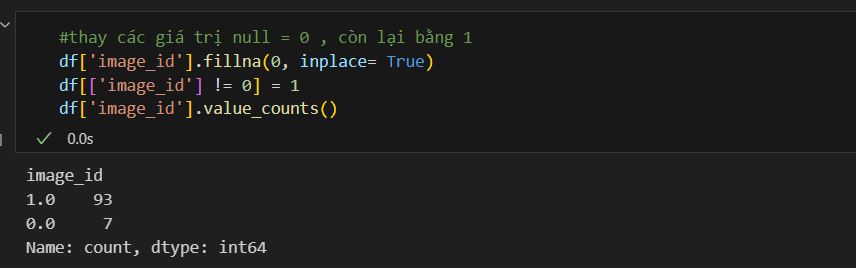 #thay các giá trị null = 0 , còn lại bằng 1
df['image_id'].fillna(0, inplace= True)
df[['image_id'] != 0] = 1
df['image_id'].value_counts()
0.0s
image_id
1.0    93
0.0     7
Name: count, dtype: int64